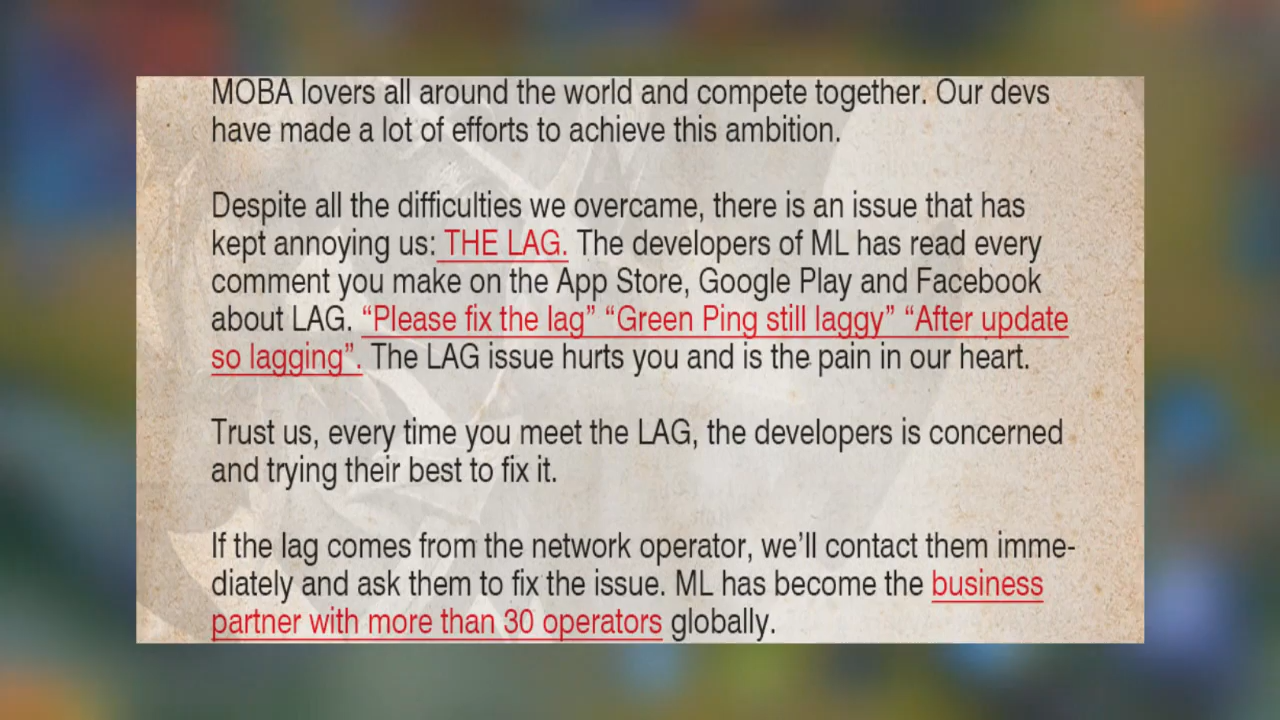 MOBA lovers all around the world and compete together. Our devs
have made a lot of efforts to achieve this ambition.
Despite all the difficulties we overcame, there is an issue that has
kept annoying us: THE LAG. The developers of ML has read every
comment you make on the App Store, Google Play and Facebook
about LAG. “Please fix the lag” “Green Ping still laggy” “After update
so lagging”. The LAG issue hurts you and is the pain in our heart.
Trust us, every time you meet the LAG, the developers is concerned
and trying their best to fix it.
If the lag comes from the network operator, we’ll contact them imme-
diately and ask them to fix the issue. ML has become the business
partner with more than 30 operators globally.